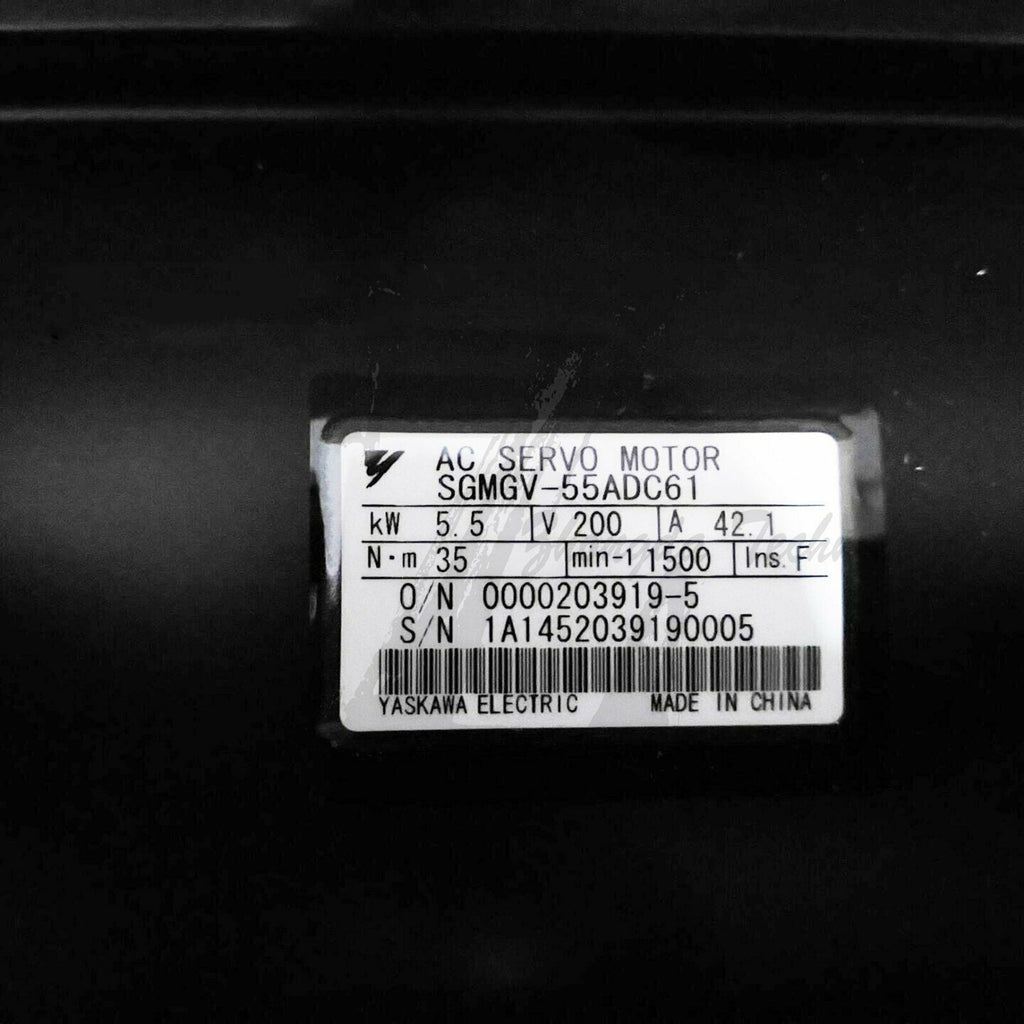 AC SERVO MOTOR
SGMGV-55ADC61
kW 5.5 V 200 A 42.1
N·m 35 min-1 1500 Ins. F
O/N 0000203919-5
S/N 1A1452039190005
YASKAWA ELECTRIC MADE IN CHINA